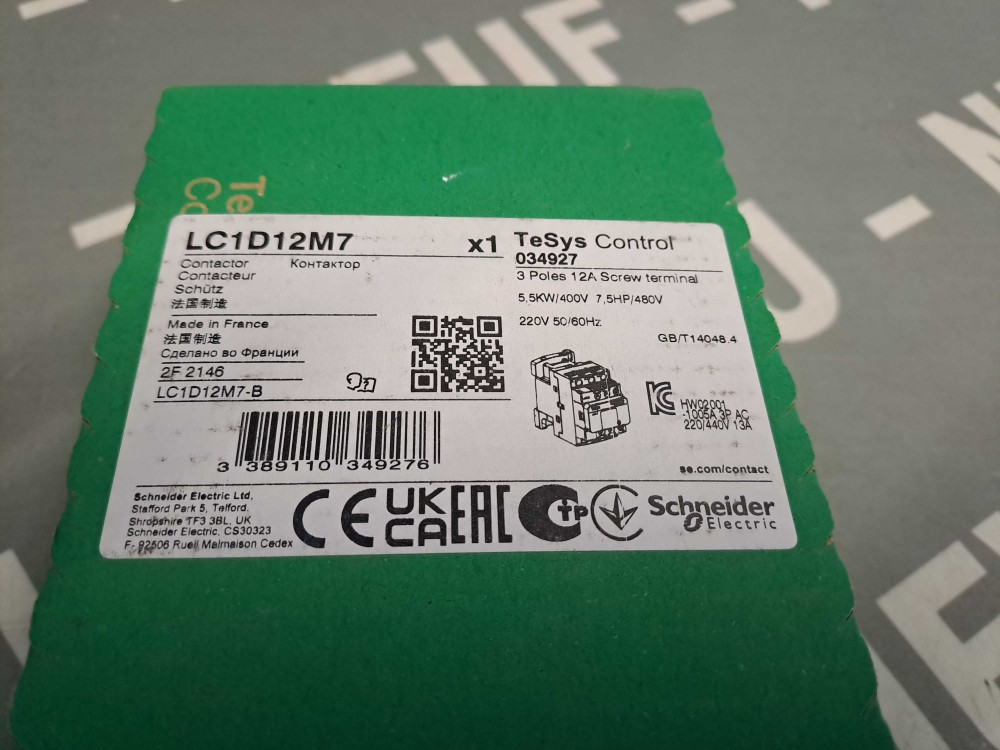 EUF -
Te
Co
LC1D12M7
x1
Contactor Контактор
Contacteur
Schütz
法国制造
Made in France
法国制造
Сделано во Франции
2F 2146
LC1D12M7-B
3 389110 349276
TeSys Control
034927
3 Poles 12A Screw terminal
5,5KW/400V 7,5HP/480V
220V 50/60Hz
GB/T14048.4
HW02001
-1005A 3P AC
220/440V 13A
se.com/contact
Schneider Electric Ltd,
Stafford Park 5, Telford,
Shropshire TF3 3BL, UK
Schneider Electric, CS30323
F- 92506 Rueil Malmaison Cedex
CE UK
CA EAC TP
Schneider
Electric